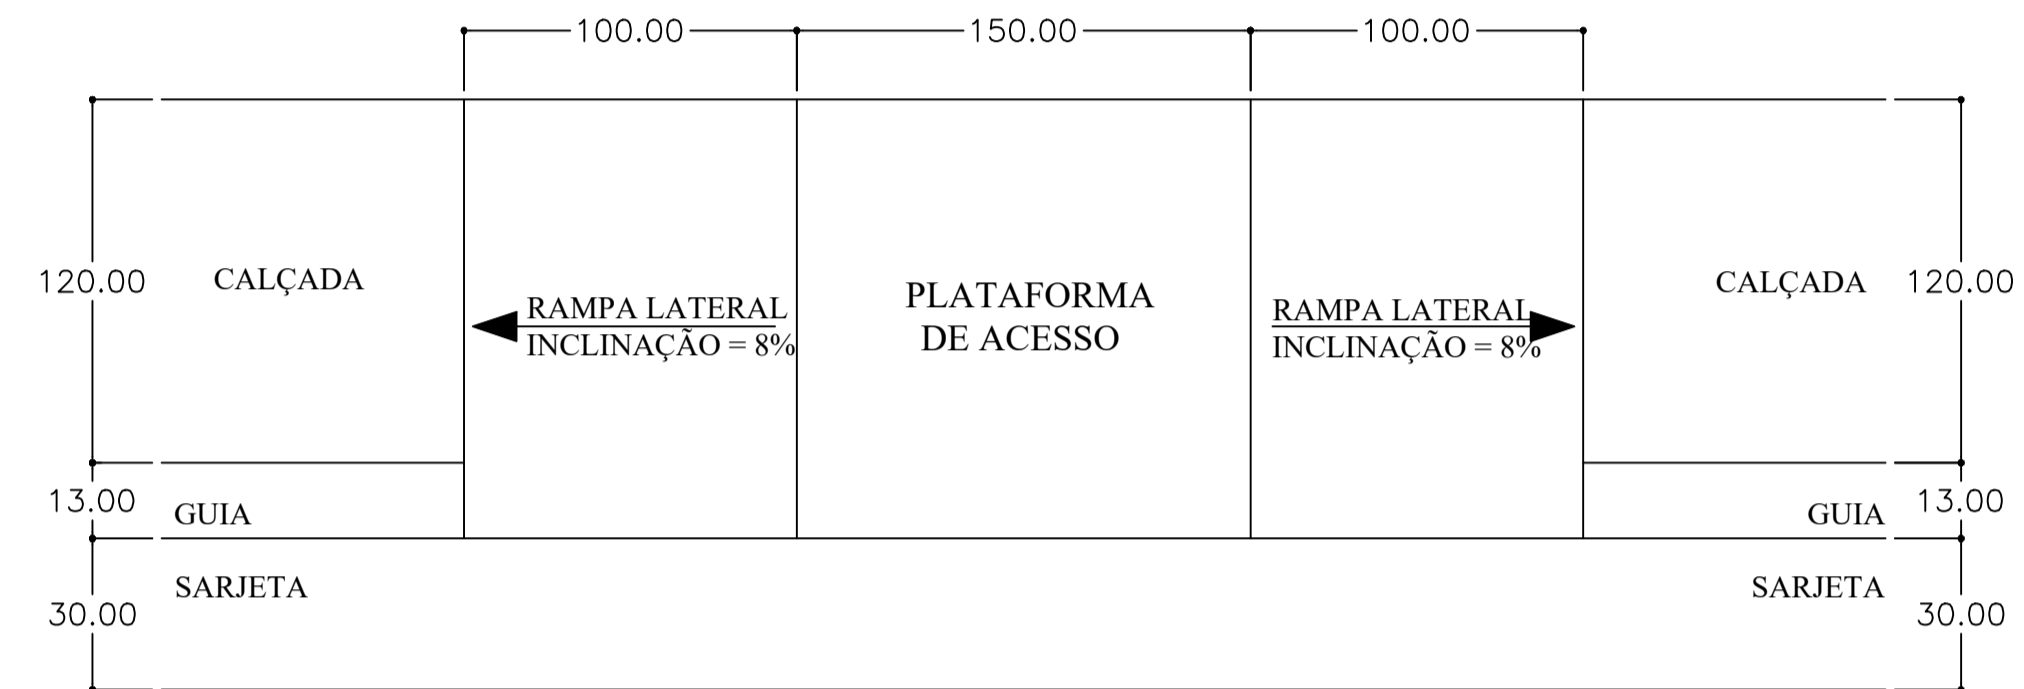 100.00
150.00
100.00
120.00
CALÇADA
RAMPA LATERAL
INCLINAÇÃO = 8%
PLATAFORMA
DE ACESSO
RAMPA LATERAL
INCLINAÇÃO = 8%
CALÇADA
120.00
13.00
GUIA
GUIA
13.00
SARJETA
SARJETA
30.00
30.00